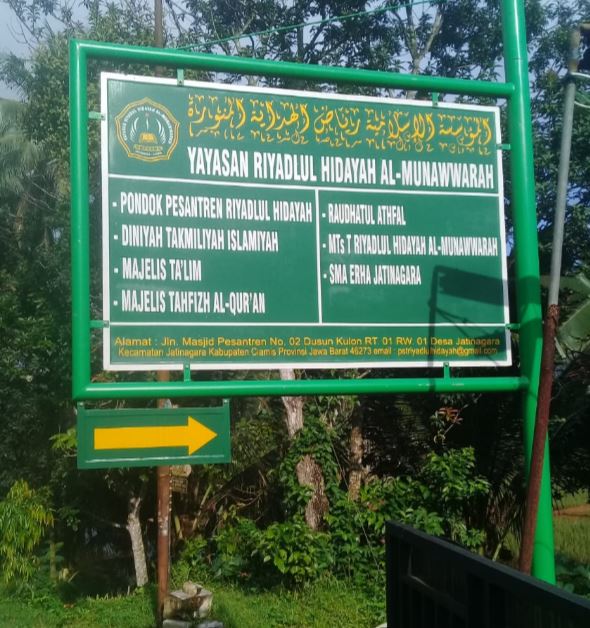 المؤسسة الإسلامية رياض الهداية المنورة
YAYASAN RIYADLUL HIDAYAH AL-MUNAWWARAH
- PONDOK PESANTREN RIYADLUL HIDAYAH
- DINIYAH TAKMILIYAH ISLAMIYAH
- MAJELIS TA'LIM
- MAJELIS TAHFIZH AL-QUR'AN
- RAUDHATUL ATHFAL
- MTs T RIYADLUL HIDAYAH AL-MUNAWWARAH
- SMA ERHA JATINAGARA
Alamat : Jln. Masjid Pesantren No. 02 Dusun Kulon RT. 01 RW. 01 Desa Jatinagara
Kecamatan Jatinagara Kabupaten Ciamis Provinsi Jawa Barat 46273 email : pstriyadlulhidayah@gmail.com